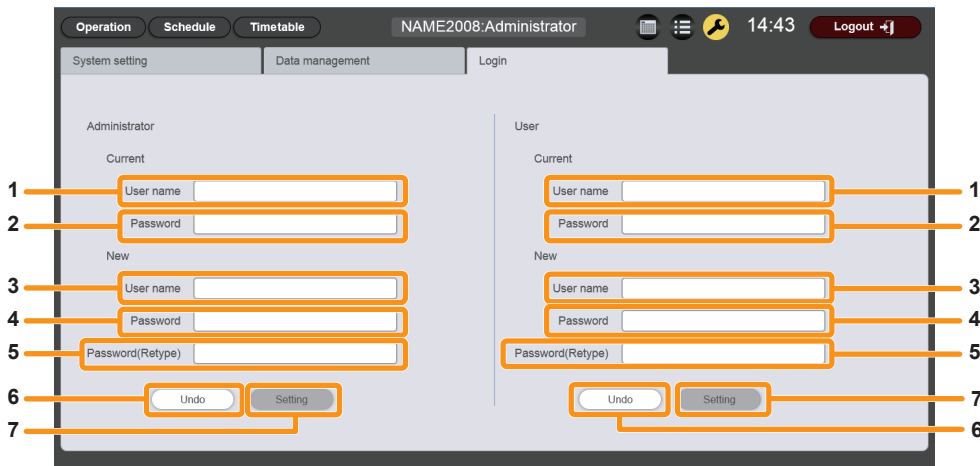 Operation Schedule Timetable NAME2008:Administrator 14:43 Logout
System setting Data management Login
Administrator User
Current Current
1 User name User name 1
2 Password Password 2
New New
3 User name User name 3
4 Password Password 4
5 Password(Retype) Password(Retype) 5
6 Undo Setting Undo Setting 7
7 6